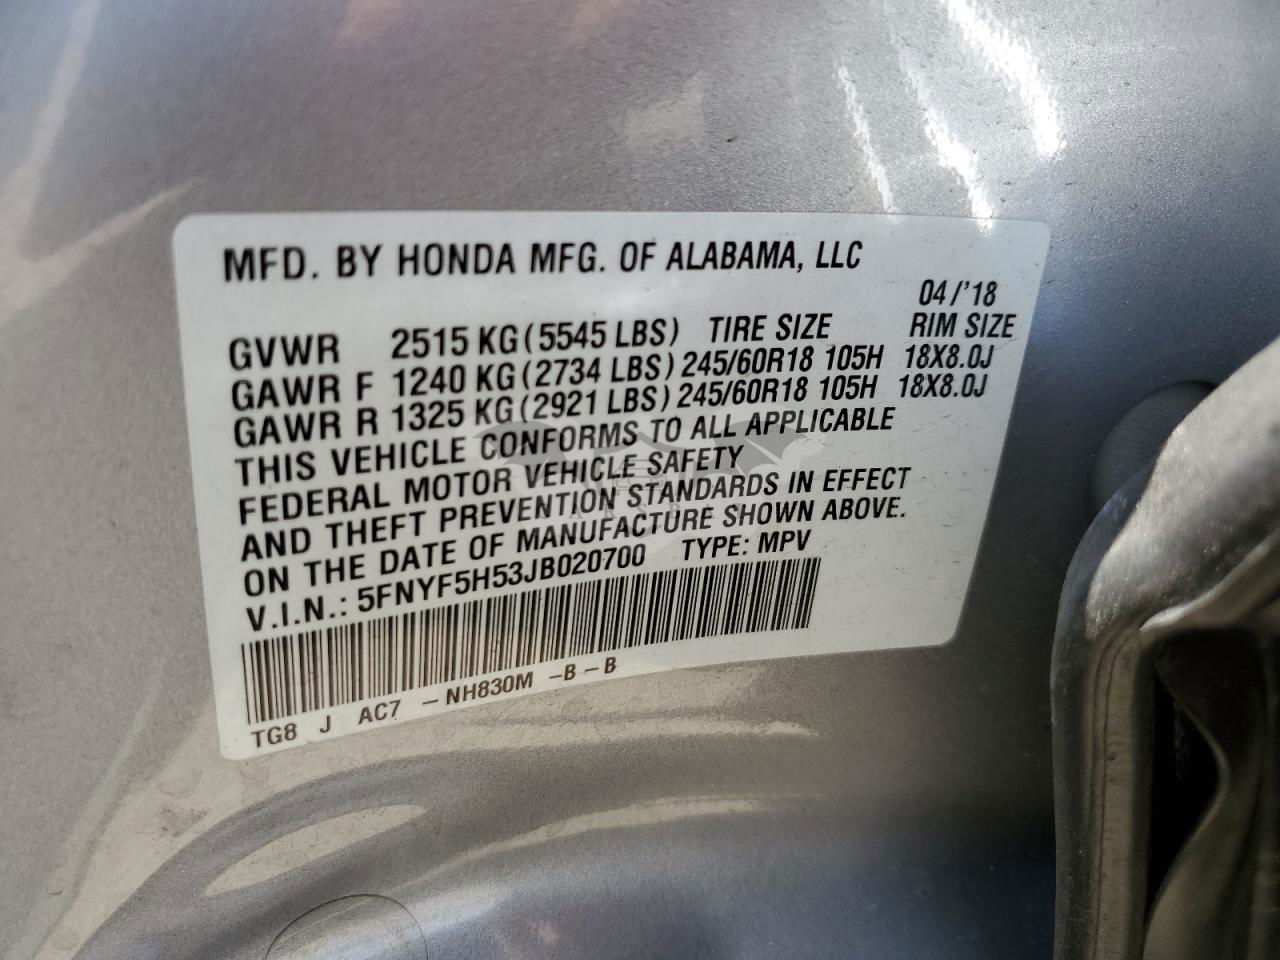 MFD. BY HONDA MFG. OF ALABAMA, LLC
04/'18
GVWR 2515 KG (5545 LBS) TIRE SIZE RIM SIZE
GAWR F 1240 KG (2734 LBS) 245/60R18 105H 18X8.0J
GAWR R 1325 KG (2921 LBS) 245/60R18 105H 18X8.0J
THIS VEHICLE CONFORMS TO ALL APPLICABLE
FEDERAL MOTOR VEHICLE SAFETY
AND THEFT PREVENTION STANDARDS IN EFFECT
ON THE DATE OF MANUFACTURE SHOWN ABOVE.
V.I.N.: 5FNYF5H53JB020700 TYPE: MPV
TG8 J AC7 – NH830M –B – B